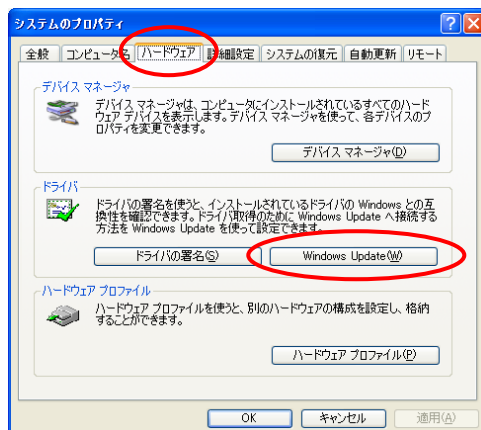 システムのプロパティ
全般 コンピュータ名 ハードウェア 詳細設定 システムの復元 自動更新 リモート
デバイス マネージャ
デバイス マネージャは、コンピュータにインストールされているすべてのハード
ウェア デバイスを表示します。デバイス マネージャを使って、各デバイスのプ
ロパティを変更できます。
デバイス マネージャ(D)
ドライバ
ドライバの署名を使うと、インストールされているドライバの Windows との互
換性を確認できます。ドライバ取得のために Windows Update へ接続する
方法を Windows Update を使って設定できます。
ドライバの署名(S) Windows Update(W)
ハードウェア プロファイル
ハードウェア プロファイルを使うと、別のハードウェアの構成を設定し、格納
することができます。
ハードウェア プロファイル(P)
OK キャンセル 適用(A)